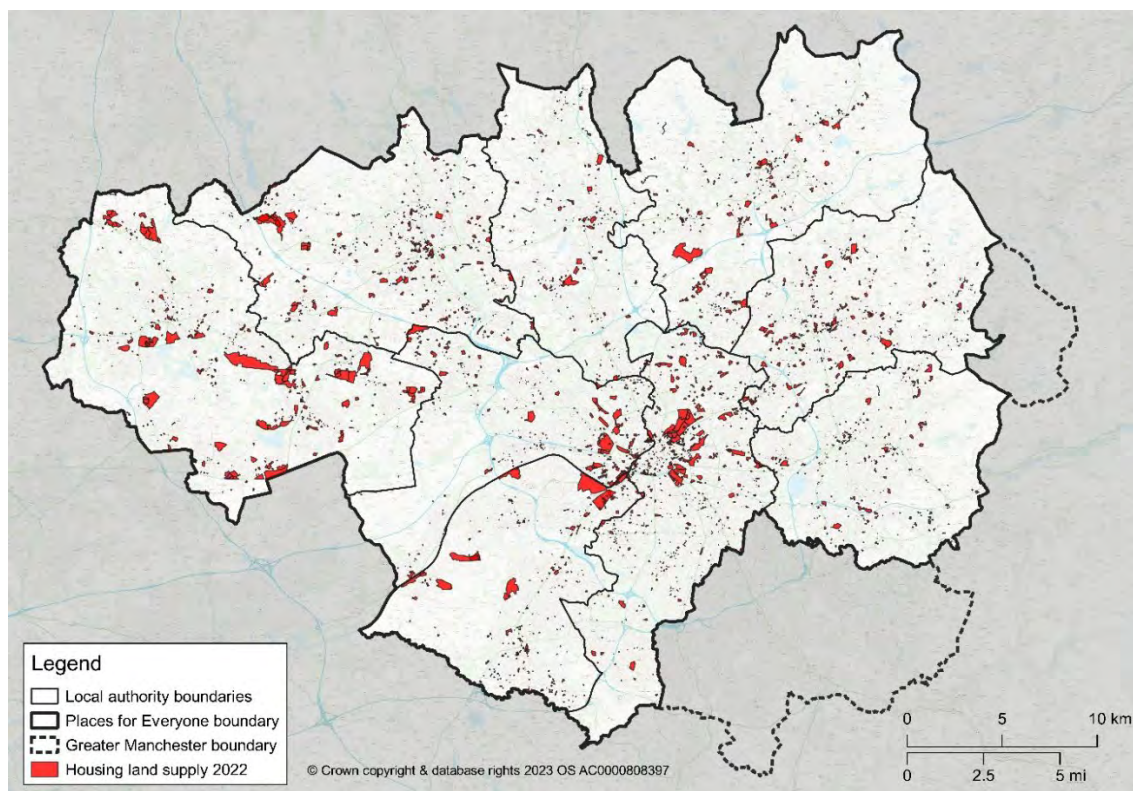 Legend
Local authority boundaries
Places for Everyone boundary
Greater Manchester boundary
Housing land supply 2022
© Crown copyright & database rights 2023 OS AC0000808397
0 5 10 km
0 2.5 5 mi